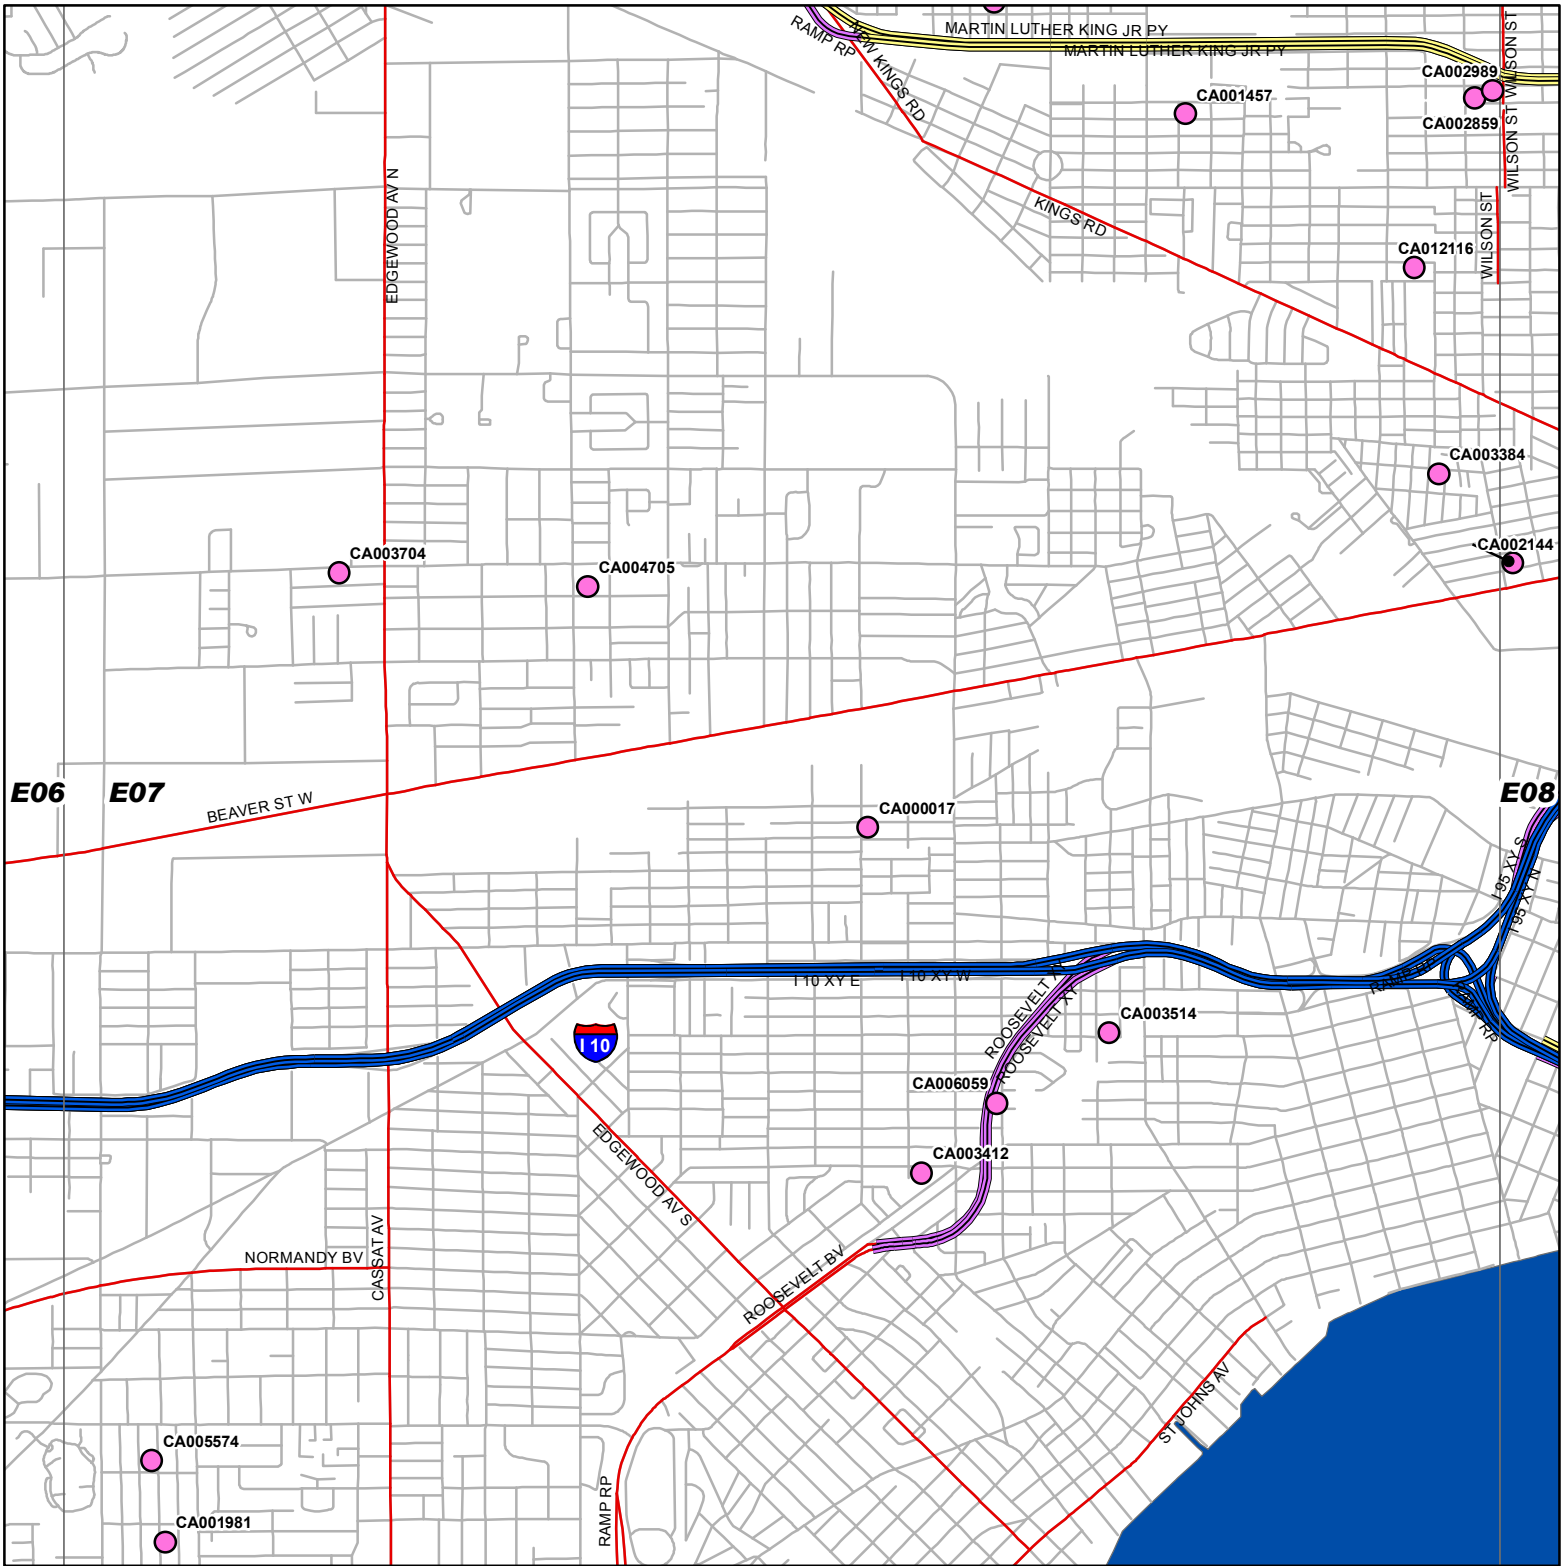 MARTIN LUTHER KING JR PY
RAMP RP
NEW KINGS RD
MARTIN LUTHER KING JR PY
WILSON ST
CA002989
CA001457
CA002859
WILSON ST
EDGEWOOD AV N
KINGS RD
WILSON ST
CA012116
CA003384
CA002144
CA003704
CA004705
E06
E07
E08
BEAVER ST W
CA000017
I 95 XY S
I 95 XY N
I 10 XY E
I 10 XY W
ROOSEVELT XY
RAMP RP
ROOSEVELT XY
RAMP RP
CA003514
I 10
CA006059
EDGEWOOD AV S
CA003412
CASSAT AV
NORMANDY BV
ROOSEVELT BV
ST JOHNS AV
CA005574
RAMP RP
CA001981